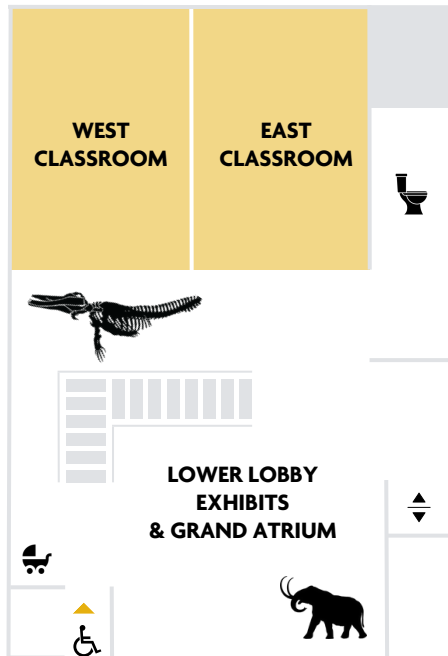 WEST
CLASSROOM
EAST
CLASSROOM
LOWER LOBBY
EXHIBITS
& GRAND ATRIUM